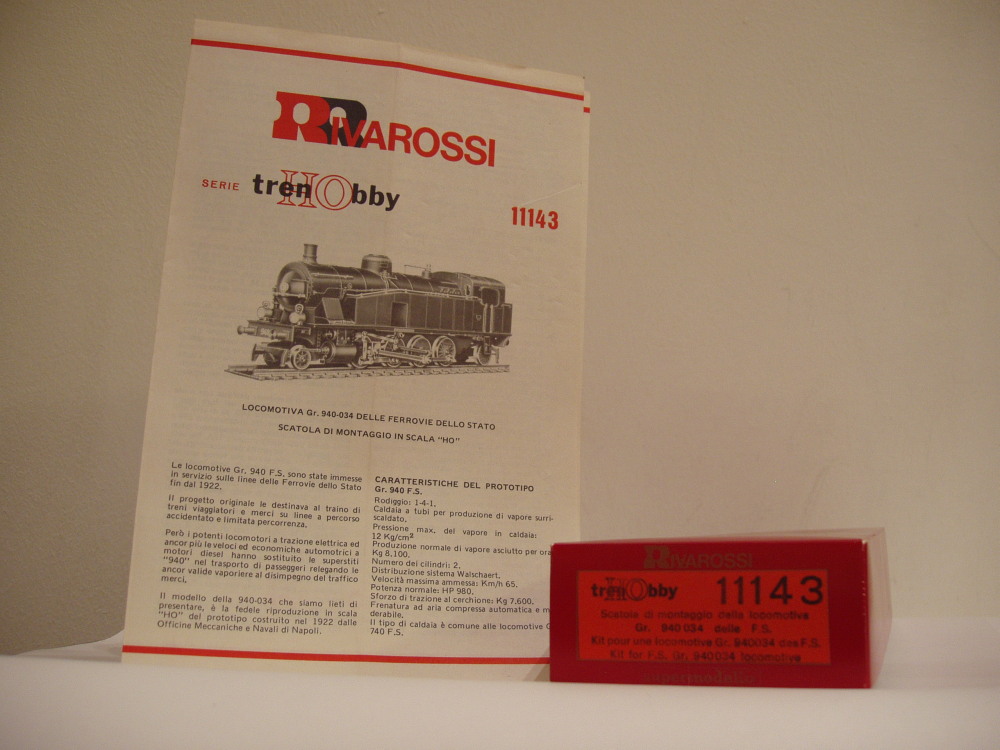 RIVAROSSI
SERIE trenHObby
11143
LOCOMOTIVA Gr. 940-034 DELLE FERROVIE DELLO STATO
SCATOLA DI MONTAGGIO IN SCALA "HO"
Le locomotive Gr. 940 F.S. sono state immesse
in servizio sulle linee delle Ferrovie dello Stato
fin dal 1922.
Il progetto originale le destinava al traino di
treni viaggiatori e merci su linee a percorso
accidentato e limitata percorrenza.
Però i potenti locomotori a trazione elettrica ed
ancor più le veloci ed economiche automotrici a
motori diesel hanno sostituito le superstiti
"940" nel trasporto di passeggeri relegando le
ancor valide vaporiere al disimpegno del traffico
merci.
Il modello della 940-034 che siamo lieti di
presentare, è la fedele riproduzione in scala
"HO" del prototipo costruito nel 1922 dalle
Officine Meccaniche e Navali di Napoli.
CARATTERISTICHE DEL PROTOTIPO
Gr. 940 F.S.
Rodiggio: 1-4-1.
Caldaia a tubi per produzione di vapore surri-
scaldato.
Pressione max. del vapore in caldaia:
12 Kg/cm²
Produzione normale di vapore asciutto per ora
Kg 8,100.
Numero dei cilindri: 2.
Distribuzione sistema Walschaert.
Velocità massima ammessa: Km/h 65.
Potenza normale: HP 980.
Sforzo di trazione al cerchione: Kg 7,600.
Frenatura ad aria compressa automatica e m
derabile.
Il tipo di caldaia è comune alle locomotive G
740 F.S.
RIVAROSSI
trenHObby 11143
Scatola di montaggio della locomotiva
Gr. 940 034 delle F.S.
Kit pour une locomotive Gr. 940034 des F.S.
Kit for F.S. Gr. 940034 locomotive
supermodello